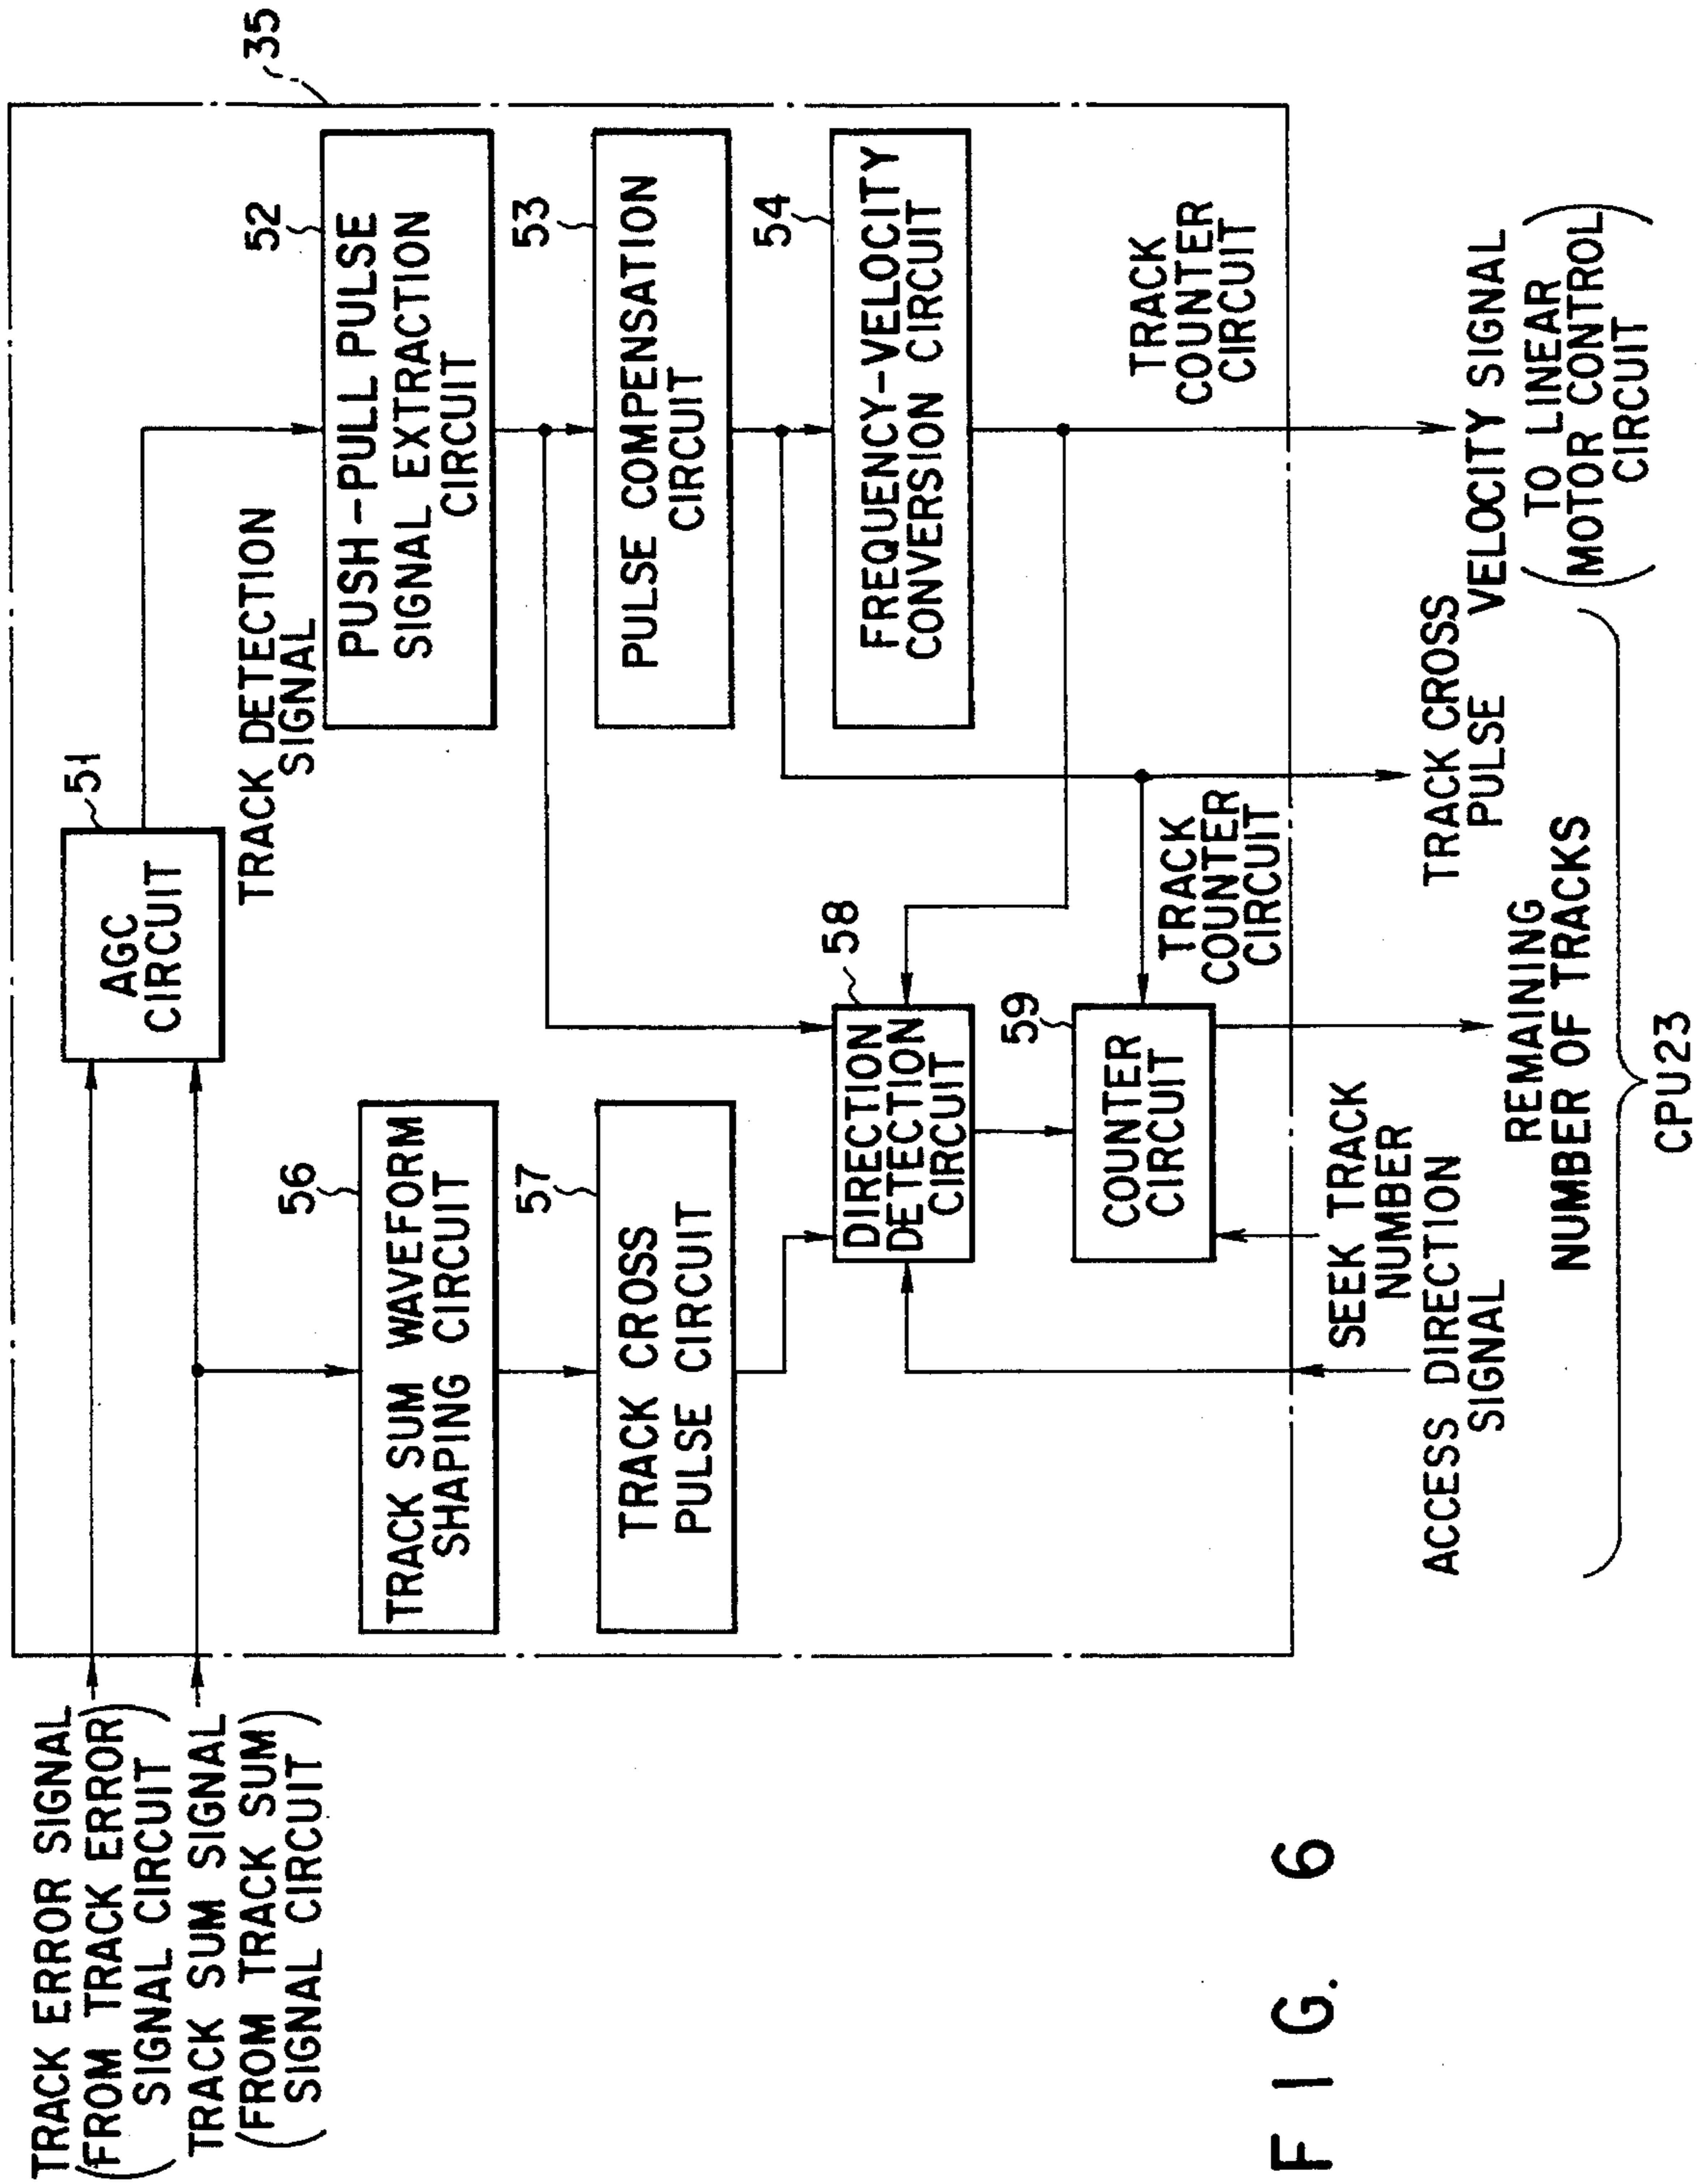 TRACK ERROR SIGNAL
(FROM TRACK ERROR
SIGNAL CIRCUIT)
TRACK SUM SIGNAL
(FROM TRACK SUM
SIGNAL CIRCUIT)
35
51
AGC
CIRCUIT
TRACK DETECTION
SIGNAL
52
PUSH-PULL PULSE
SIGNAL EXTRACTION
CIRCUIT
56
TRACK SUM WAVEFORM
SHAPING CIRCUIT
53
PULSE COMPENSATION
CIRCUIT
57
TRACK CROSS
PULSE CIRCUIT
54
FREQUENCY-VELOCITY
CONVERSION CIRCUIT
58
DIRECTION
DETECTION
CIRCUIT
TRACK
COUNTER
CIRCUIT
59
COUNTER
CIRCUIT
TRACK
COUNTER
CIRCUIT
SEEK TRACK
NUMBER
ACCESS DIRECTION
SIGNAL
REMAINING
NUMBER OF TRACKS
TRACK CROSS
PULSE
VELOCITY SIGNAL
(TO LINEAR
MOTOR CONTROL
CIRCUIT)
CPU23
FIG. 6